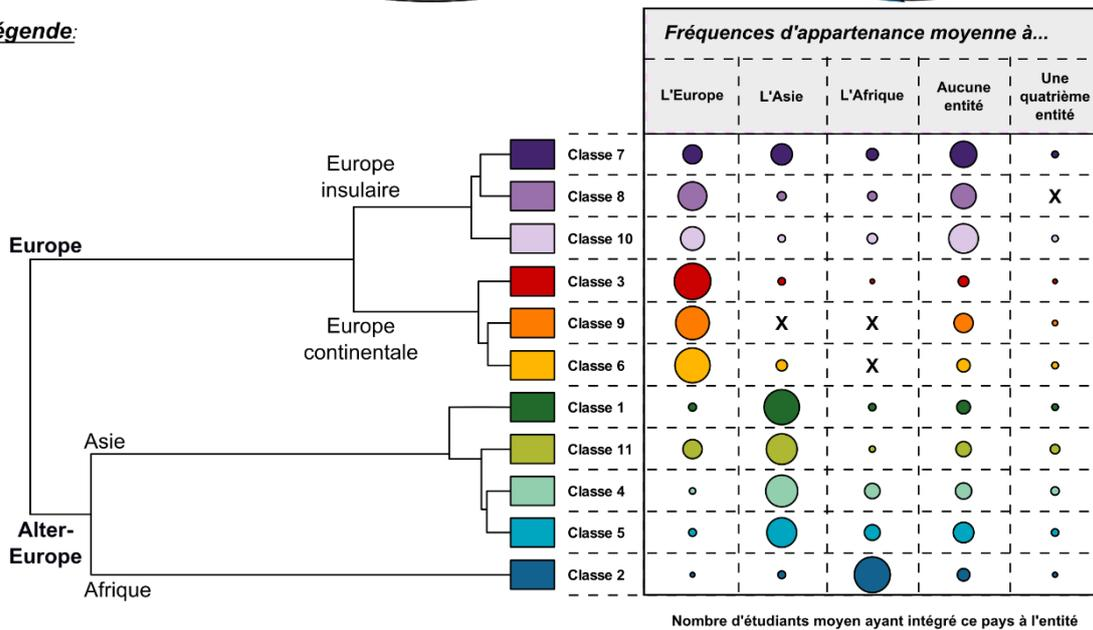 égende:
Fréquences d'appartenance moyenne à...
L'Europe
L'Asie
L'Afrique
Aucune
entité
Une
quatrième
entité
Europe
insulaire
Europe
Europe
continentale
Asie
Alter-
Europe
Afrique
Classe 7
Classe 8
X
Classe 10
Classe 3
Classe 9
X
X
Classe 6
X
Classe 1
Classe 11
Classe 4
Classe 5
Classe 2
Nombre d'étudiants moyen ayant intégré ce pays à l'entité